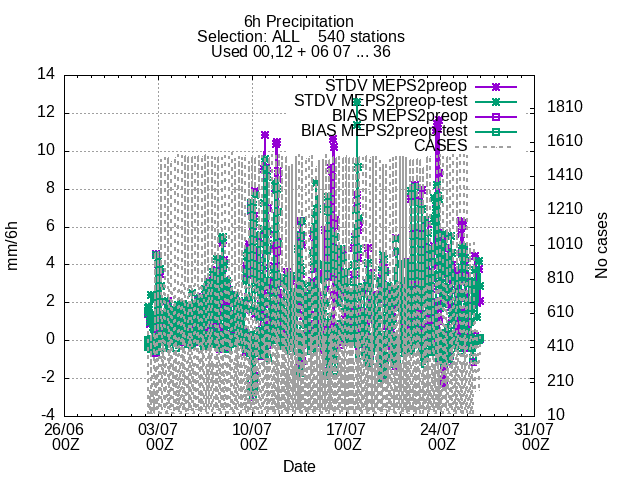 6h Precipitation
Selection: ALL 540 stations
Used 00,12 + 06 07 ... 36
STDV MEPS2preop
STDV MEPS2preop-test
BIAS MEPS2preop
BIAS MEPS2preop-test
CASES
14
12
10
8
6
4
2
0
-2
-4
mm/6h
1810
1610
1410
1210
1010
810
610
410
210
10
No cases
26/06 03/07 10/07 17/07 24/07 31/07
00Z 00Z 00Z 00Z 00Z 00Z
Date